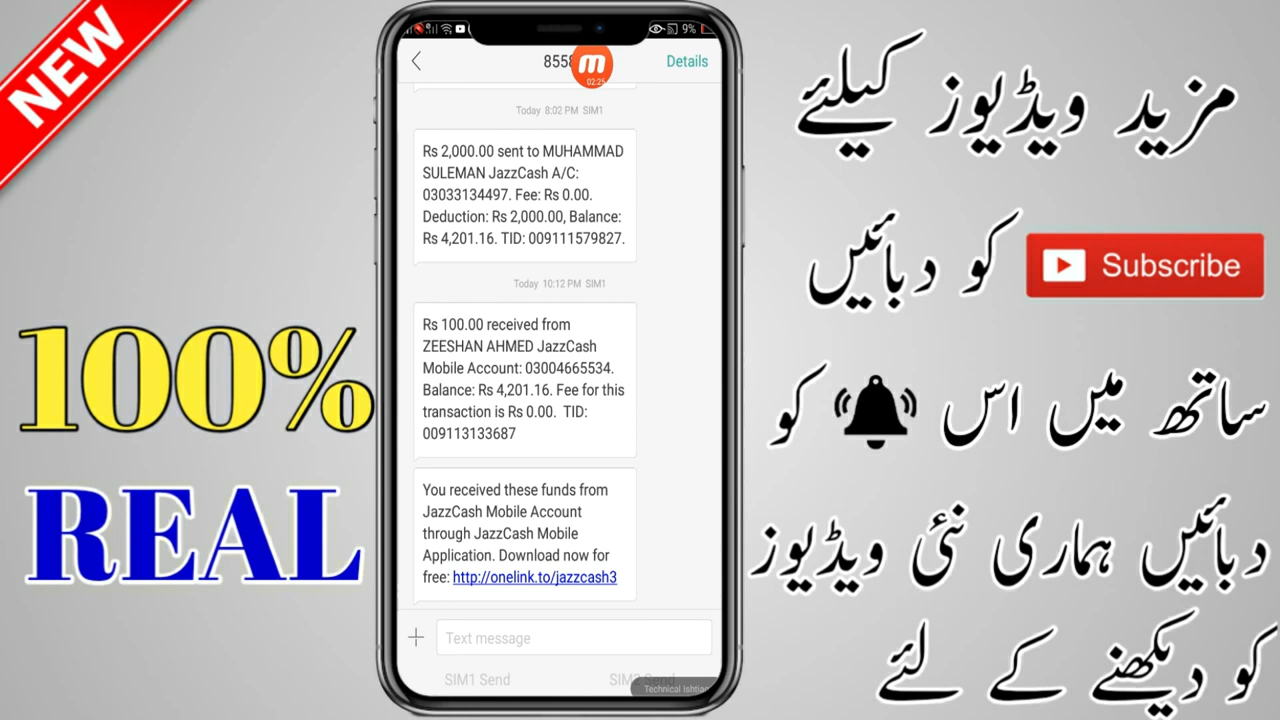 NEW
100%
REAL
9%
8558
02:25
Details
Today 8:02 PM SIM1
Rs 2,000.00 sent to MUHAMMAD
SULEMAN JazzCash A/C:
03033134497. Fee: Rs 0.00.
Deduction: Rs 2,000.00, Balance:
Rs 4,201.16. TID: 009111579827.
Today 10:12 PM SIM1
Rs 100.00 received from
ZEESHAN AHMED JazzCash
Mobile Account: 03004665534.
Balance: Rs 4,201.16. Fee for this
transaction is Rs 0.00. TID:
009113133687
You received these funds from
JazzCash Mobile Account
through JazzCash Mobile
Application. Download now for
free: http://onelink.to/jazzcash3
Text message
SIM1 Send
Technical
مزید ویڈیوز کیلئے
Subscribe کو دبائیں
ساتھ میں اس کو
دبائیں ہماری نئی ویڈیوز
کو دیکھنے کے لئے